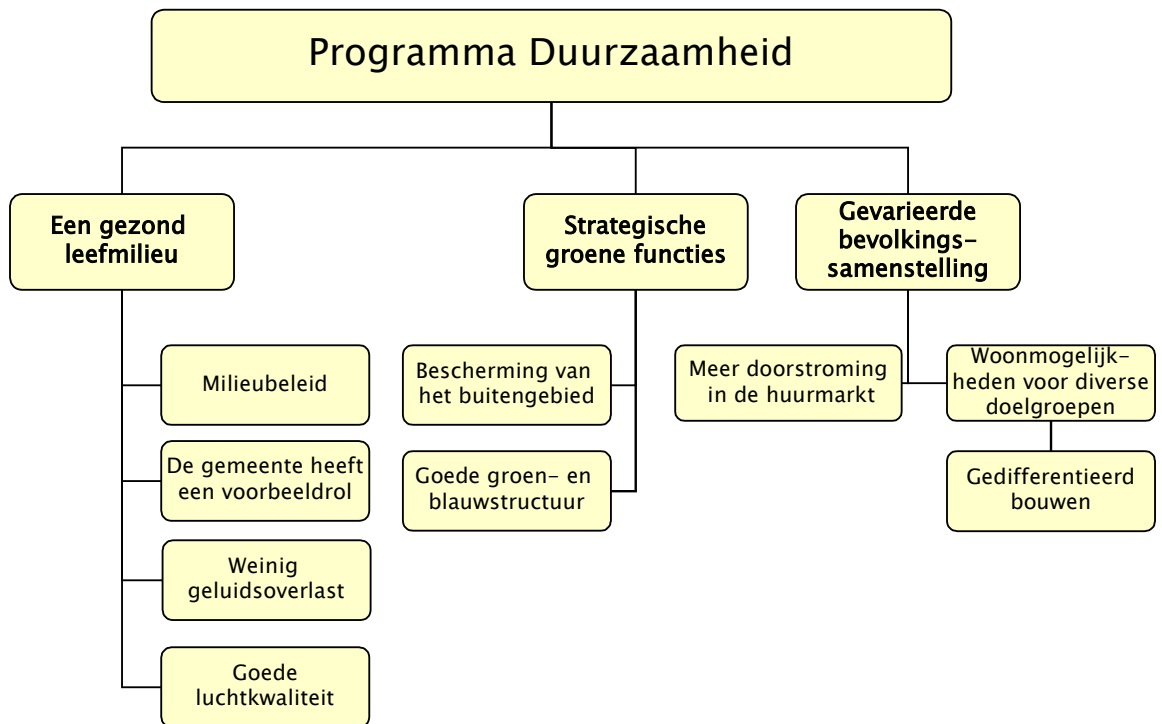 Programma Duurzaamheid
Een gezond
leefmilieu
Strategische
groene functies
Gevarieerde
bevolkings-
samenstelling
Milieubeleid
De gemeente heeft
een voorbeeldrol
Weinig
geluidsoverlast
Goede
luchtkwaliteit
Bescherming van
het buitengebied
Goede groen- en
blauwstructuur
Meer doorstroming
in de huurmarkt
Woonmogelijk-
heden voor diverse
doelgroepen
Gedifferentieerd
bouwen